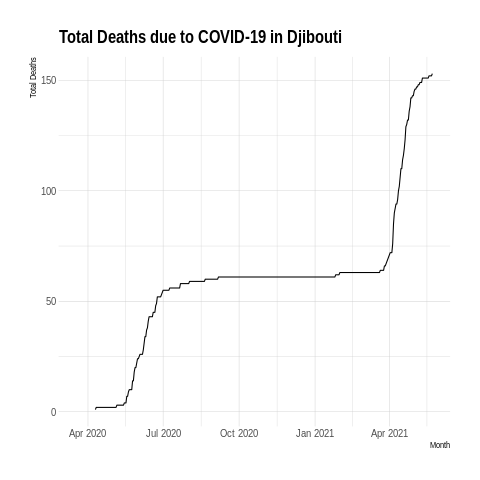 Total Deaths due to COVID-19 in Djibouti
Total Deaths
150
100
50
0
Apr 2020 Jul 2020 Oct 2020 Jan 2021 Apr 2021
Month